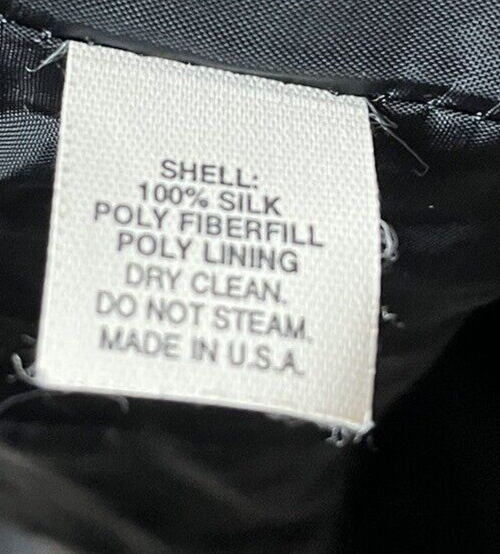 SHELL:
100% SILK
POLY FIBERFILL
POLY LINING
DRY CLEAN.
DO NOT STEAM.
MADE IN U.S.A.